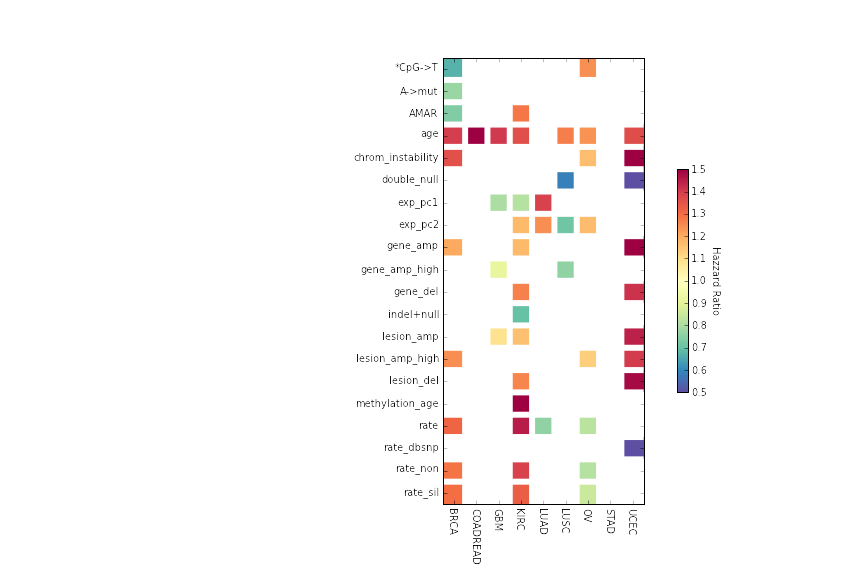 *CpG->T
A->mut
AMAR
age
chrom_instability
double_null
exp_pc1
exp_pc2
gene_amp
gene_amp_high
gene_del
indel+null
lesion_amp
lesion_amp_high
lesion_del
methylation_age
rate
rate_dbsnp
rate_non
rate_sil
BRCA
COADREAD
GBM
KIRC
LUAD
LUSC
OV
STAD
UCEC
1.5
1.4
1.3
1.2
1.1
1.0
0.9
0.8
0.7
0.6
0.5
Hazzard Ratio